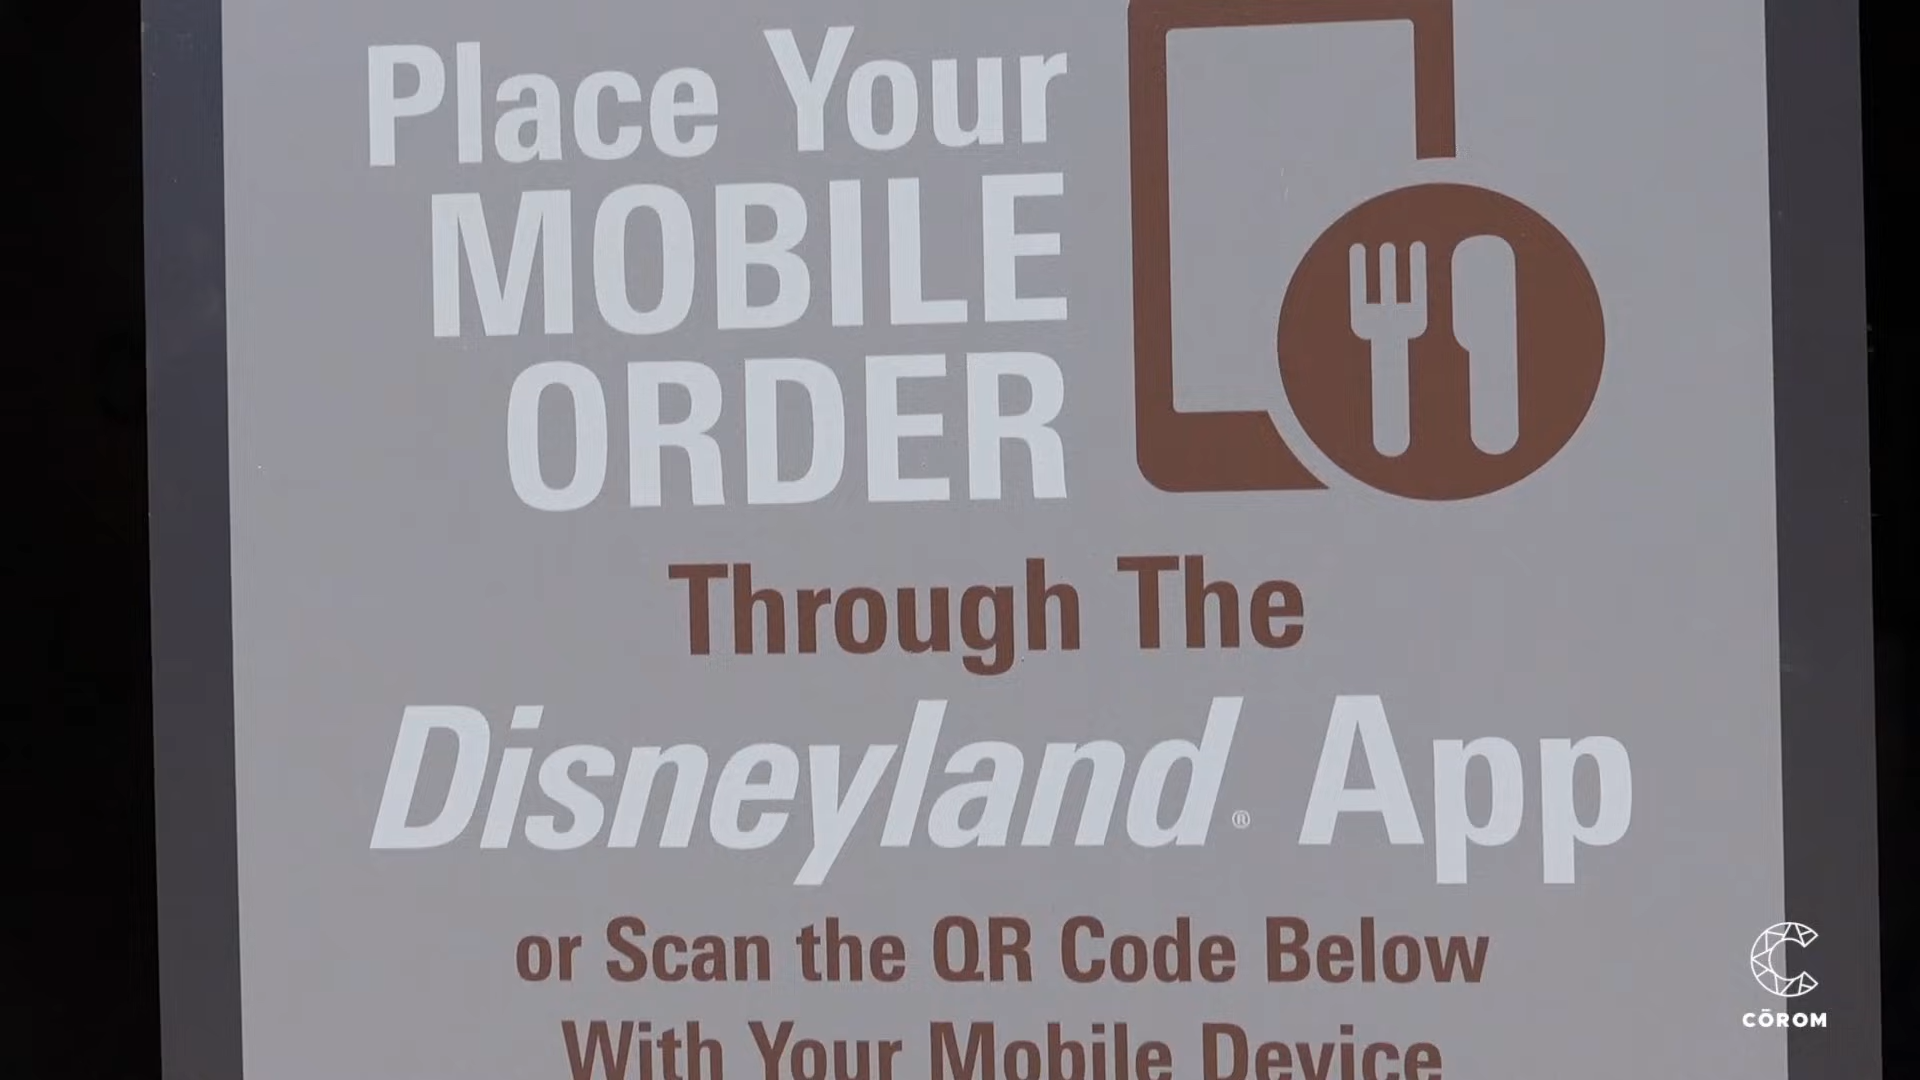 Place Your
MOBILE
ORDER
Through The
Disneyland® App
or Scan the QR Code Below
With Your Mobile Device
CŌROM